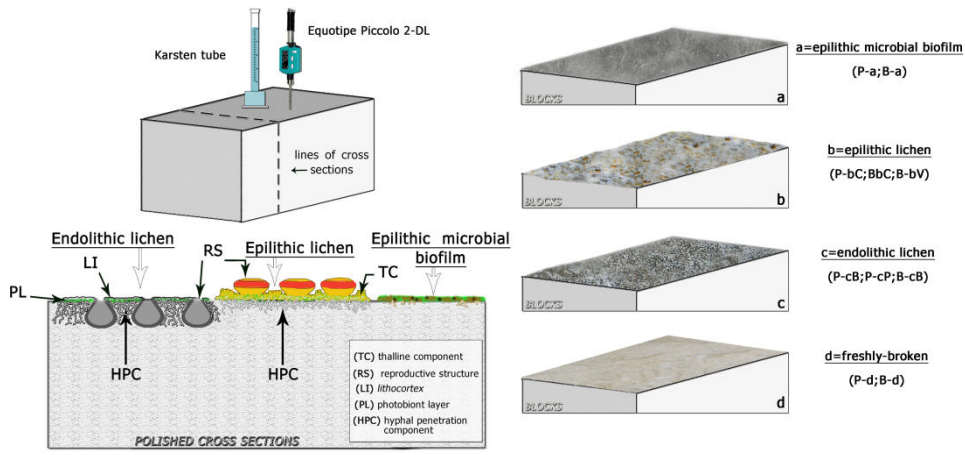 Karsten tube
Equotipe Piccolo 2-DL
lines of cross
sections
Endolithic lichen
RS
Epilithic lichen
Epilithic microbial
biofilm
LI
TC
PL
HPC
HPC
(TC) thalline component
(RS) reproductive structure
(LI) lithocortex
(PL) photobiont layer
(HPC) hyphal penetration
component
POLISHED CROSS SECTIONS
BLOCKS
a
a=epilithic microbial biofilm
(P-a;B-a)
BLOCKS
b
b=epilithic lichen
(P-bC;BbC;B-bV)
BLOCKS
c
c=endolithic lichen
(P-cB;P-cP;B-cB)
BLOCKS
d
d=freshly-broken
(P-d;B-d)